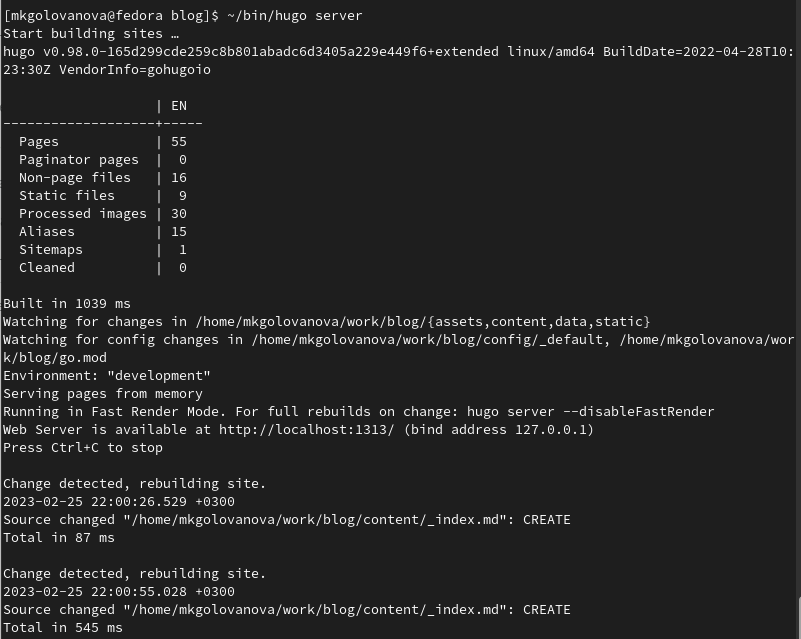 [mkgolovanova@fedora blog]$ ~/bin/hugo server
Start building sites …
hugo v0.98.0-165d299cde259c8b801abadc6d3405a229e449f6+extended linux/amd64 BuildDate=2022-04-28T10:
23:30Z VendorInfo=gohugoio
                   | EN
-------------------+-----
  Pages            | 55
  Paginator pages  |  0
  Non-page files   | 16
  Static files     |  9
  Processed images | 30
  Aliases          | 15
  Sitemaps         |  1
  Cleaned          |  0
Built in 1039 ms
Watching for changes in /home/mkgolovanova/work/blog/{assets,content,data,static}
Watching for config changes in /home/mkgolovanova/work/blog/config/_default, /home/mkgolovanova/wor
k/blog/go.mod
Environment: "development"
Serving pages from memory
Running in Fast Render Mode. For full rebuilds on change: hugo server --disableFastRender
Web Server is available at http://localhost:1313/ (bind address 127.0.0.1)
Press Ctrl+C to stop
Change detected, rebuilding site.
2023-02-25 22:00:26.529 +0300
Source changed "/home/mkgolovanova/work/blog/content/_index.md": CREATE
Total in 87 ms
Change detected, rebuilding site.
2023-02-25 22:00:55.028 +0300
Source changed "/home/mkgolovanova/work/blog/content/_index.md": CREATE
Total in 545 ms